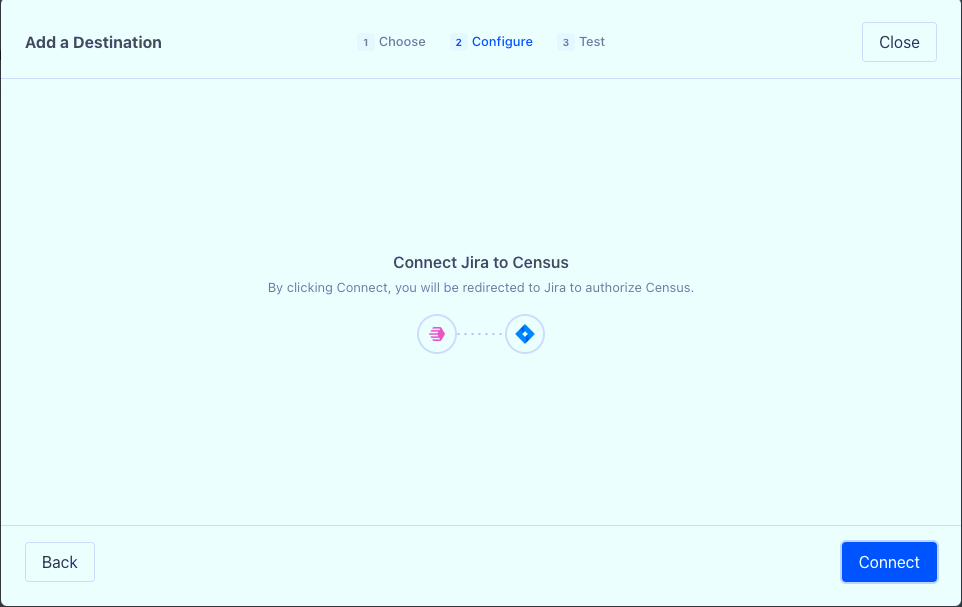 Add a Destination
1 Choose
2 Configure
3 Test
Close
Connect Jira to Census
By clicking Connect, you will be redirected to Jira to authorize Census.
Back
Connect